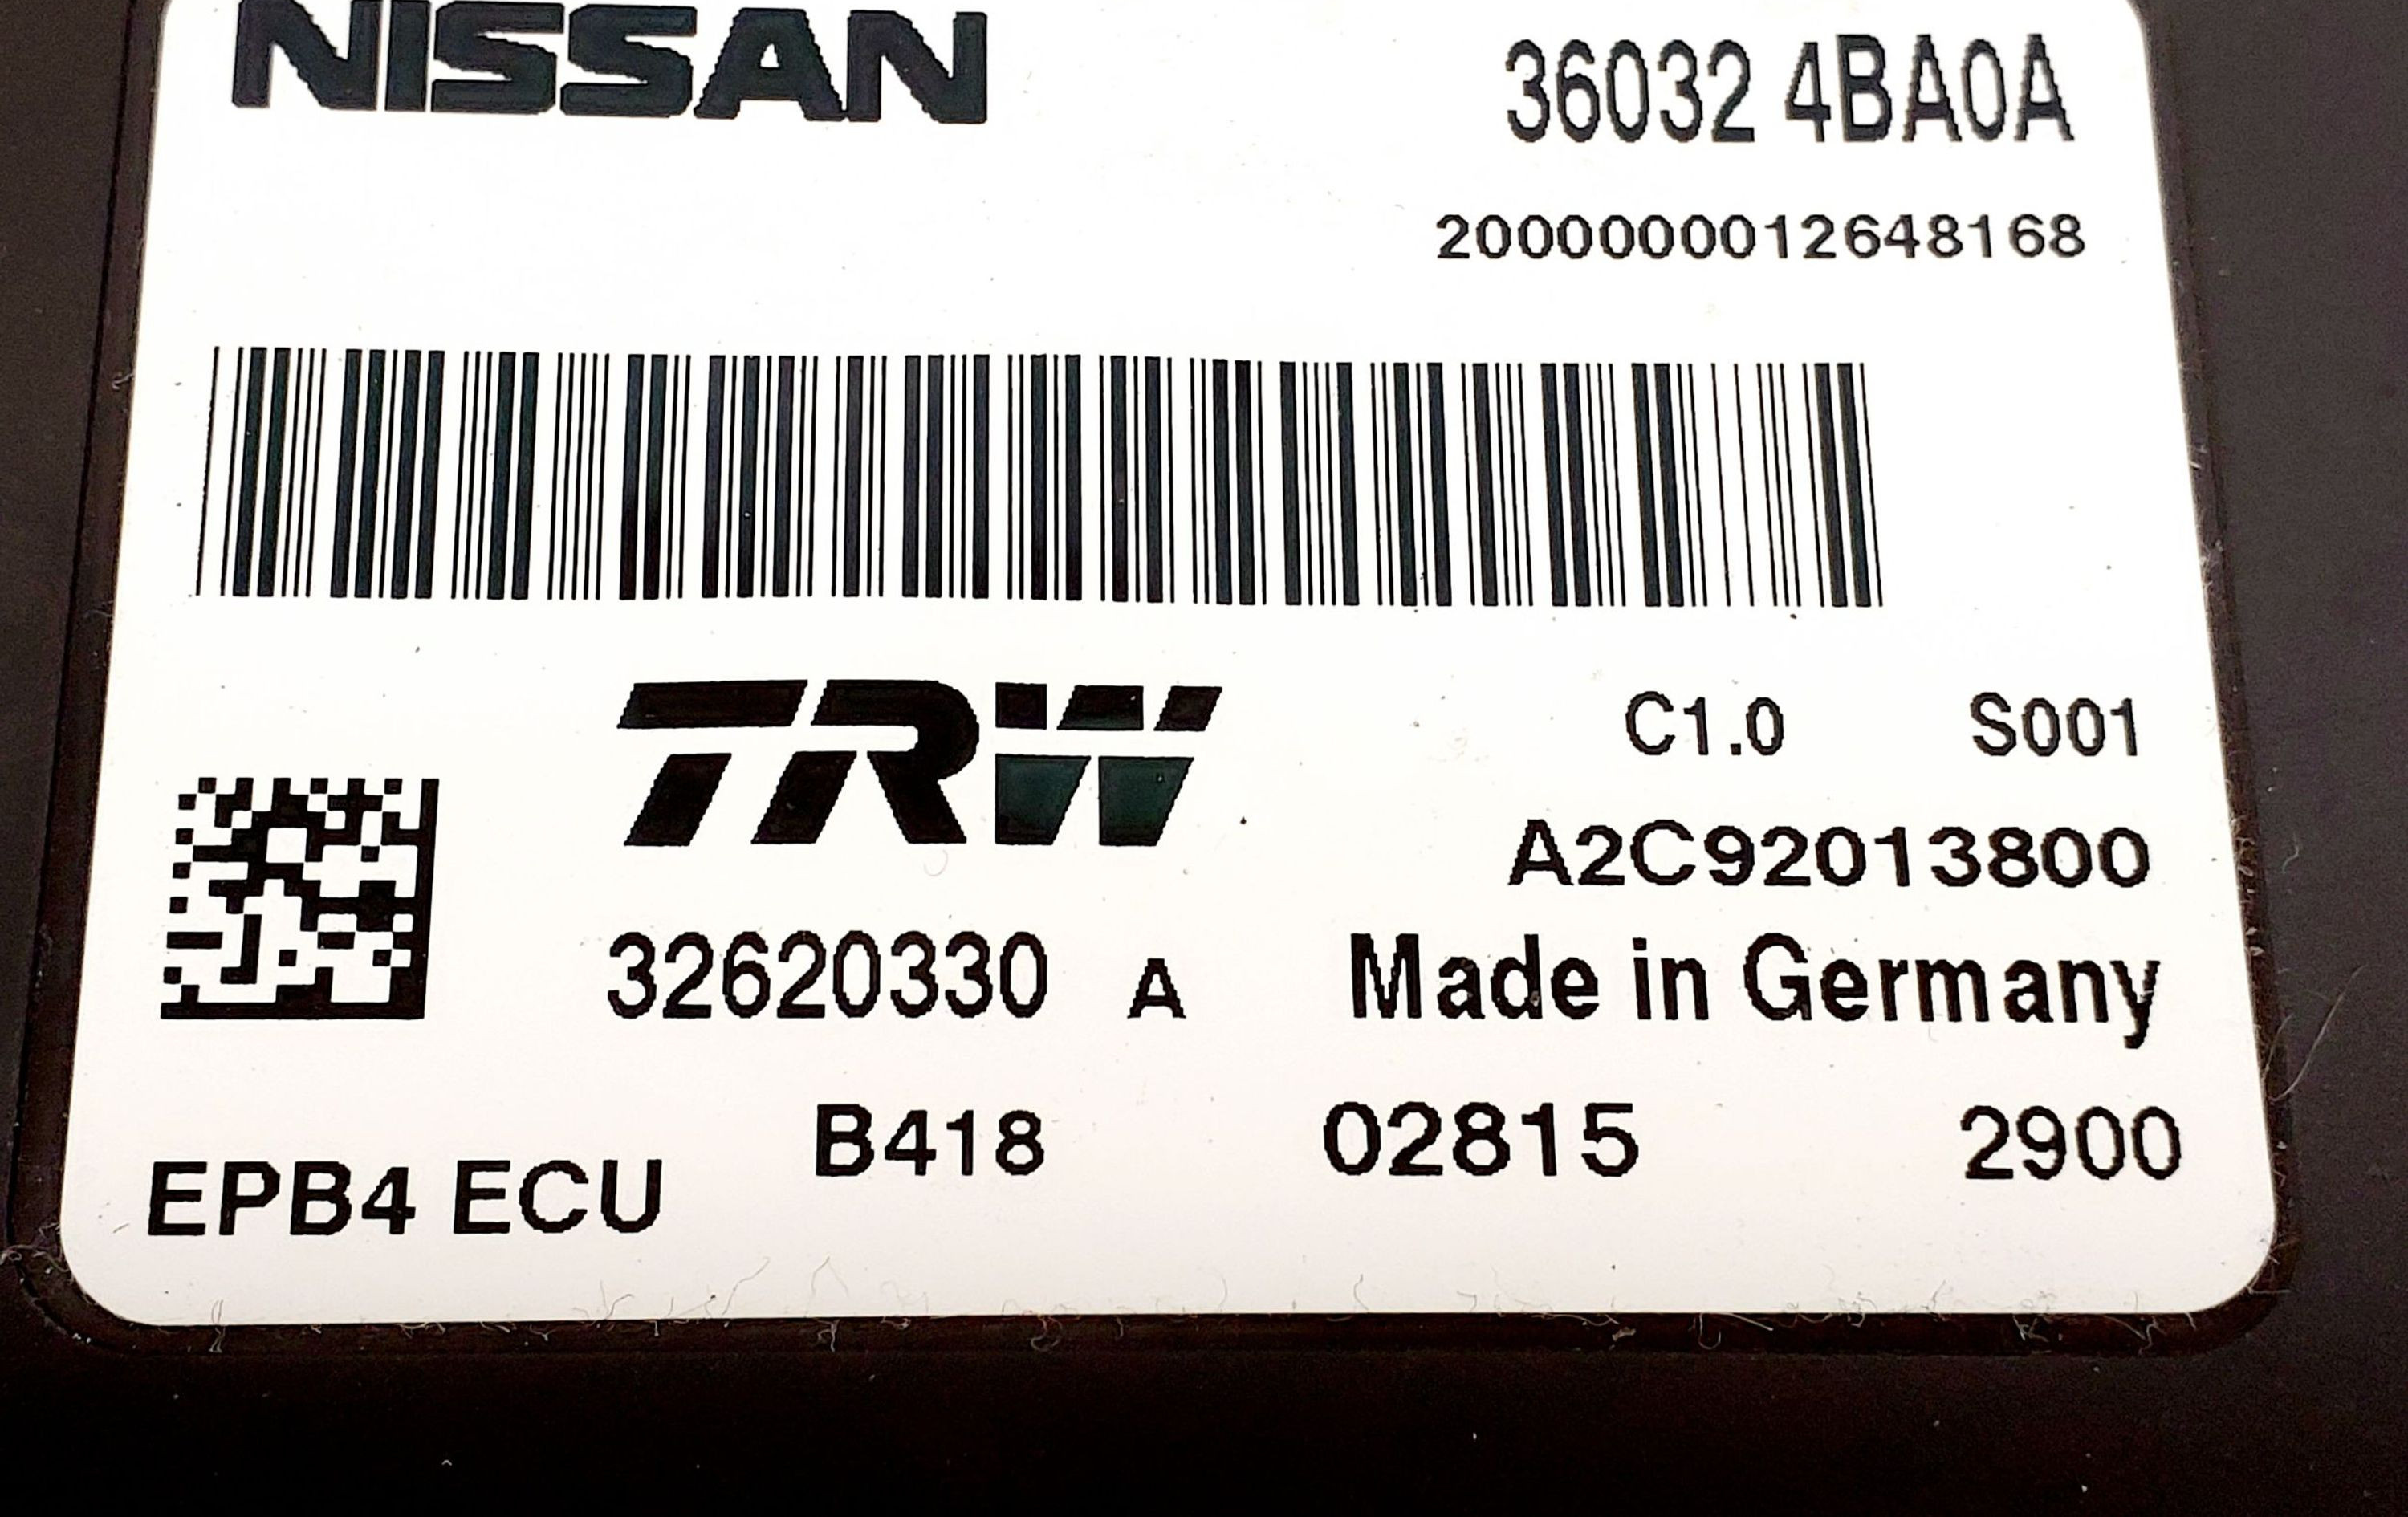 NISSAN 36032 4BA0A
2000000012648168
TRW C1.0 S001
A2C92013800
32620330 A Made in Germany
B418 02815 2900
EPB4 ECU